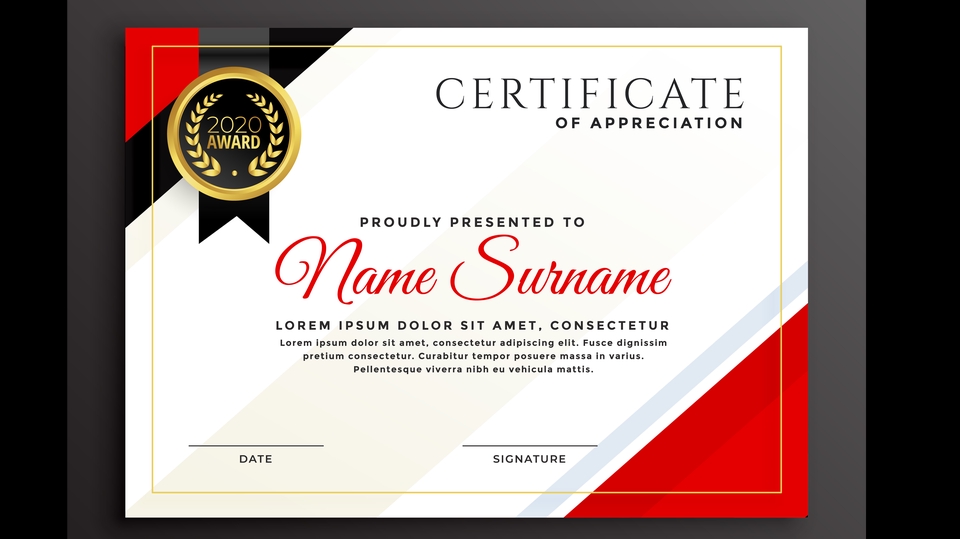 CERTIFICATE
OF APPRECIATION
2020
AWARD
PROUDLY PRESENTED TO
Name Surname
LOREM IPSUM DOLOR SIT AMET, CONSECTETUR
Lorem ipsum dolor sit amet, consectetur adipiscing elit. Fusce dignissim
pretium consectetur. Curabitur tempor posuere massa in varius.
Pellentesque viverra nibh eu vehicula mattis.
DATE
SIGNATURE